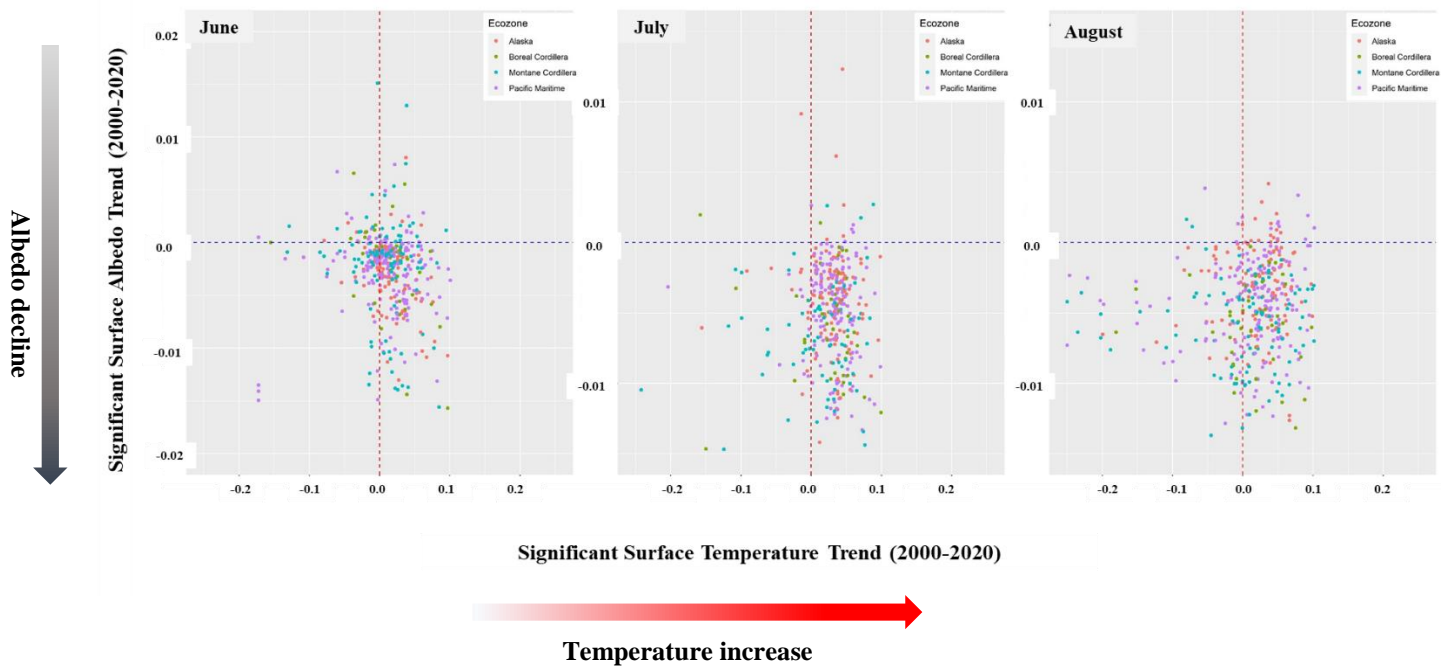 Albedo decline
Significant Surface Albedo Trend (2000-2020)
June
Ecozone
Alaska
Boreal Cordillera
Montane Cordillera
Pacific Maritime
0.02
0.01
0.0
-0.01
-0.02
-0.2 -0.1 0.0 0.1 0.2
July
Ecozone
Alaska
Boreal Cordillera
Montane Cordillera
Pacific Maritime
0.01
0.0
-0.01
-0.2 -0.1 0.0 0.1 0.2
August
Ecozone
Alaska
Boreal Cordillera
Montane Cordillera
Pacific Maritime
0.01
0.0
-0.01
-0.2 -0.1 0.0 0.1 0.2
Significant Surface Temperature Trend (2000-2020)
Temperature increase